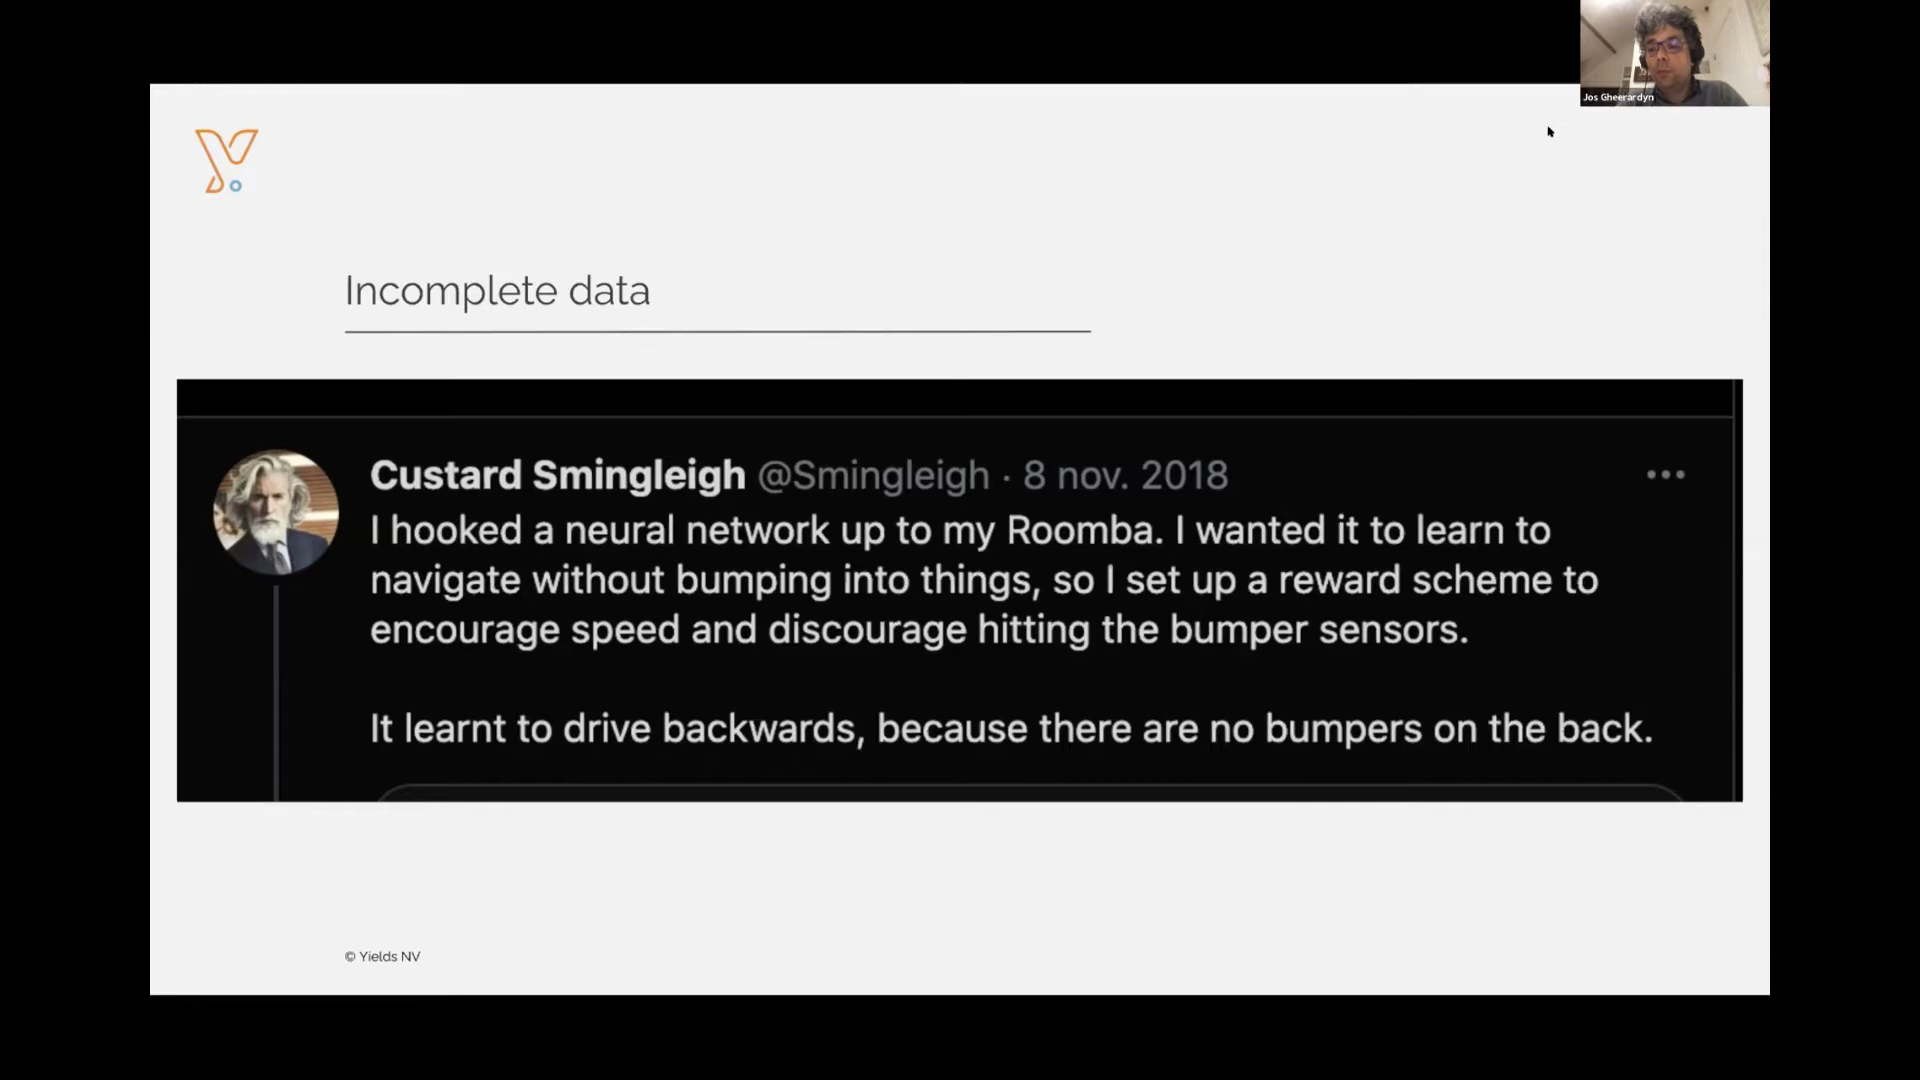 Jos Gheerardyn
Incomplete data
Custard Smingleigh @Smingleigh · 8 nov. 2018
I hooked a neural network up to my Roomba. I wanted it to learn to
navigate without bumping into things, so I set up a reward scheme to
encourage speed and discourage hitting the bumper sensors.
It learnt to drive backwards, because there are no bumpers on the back.
© Yields NV